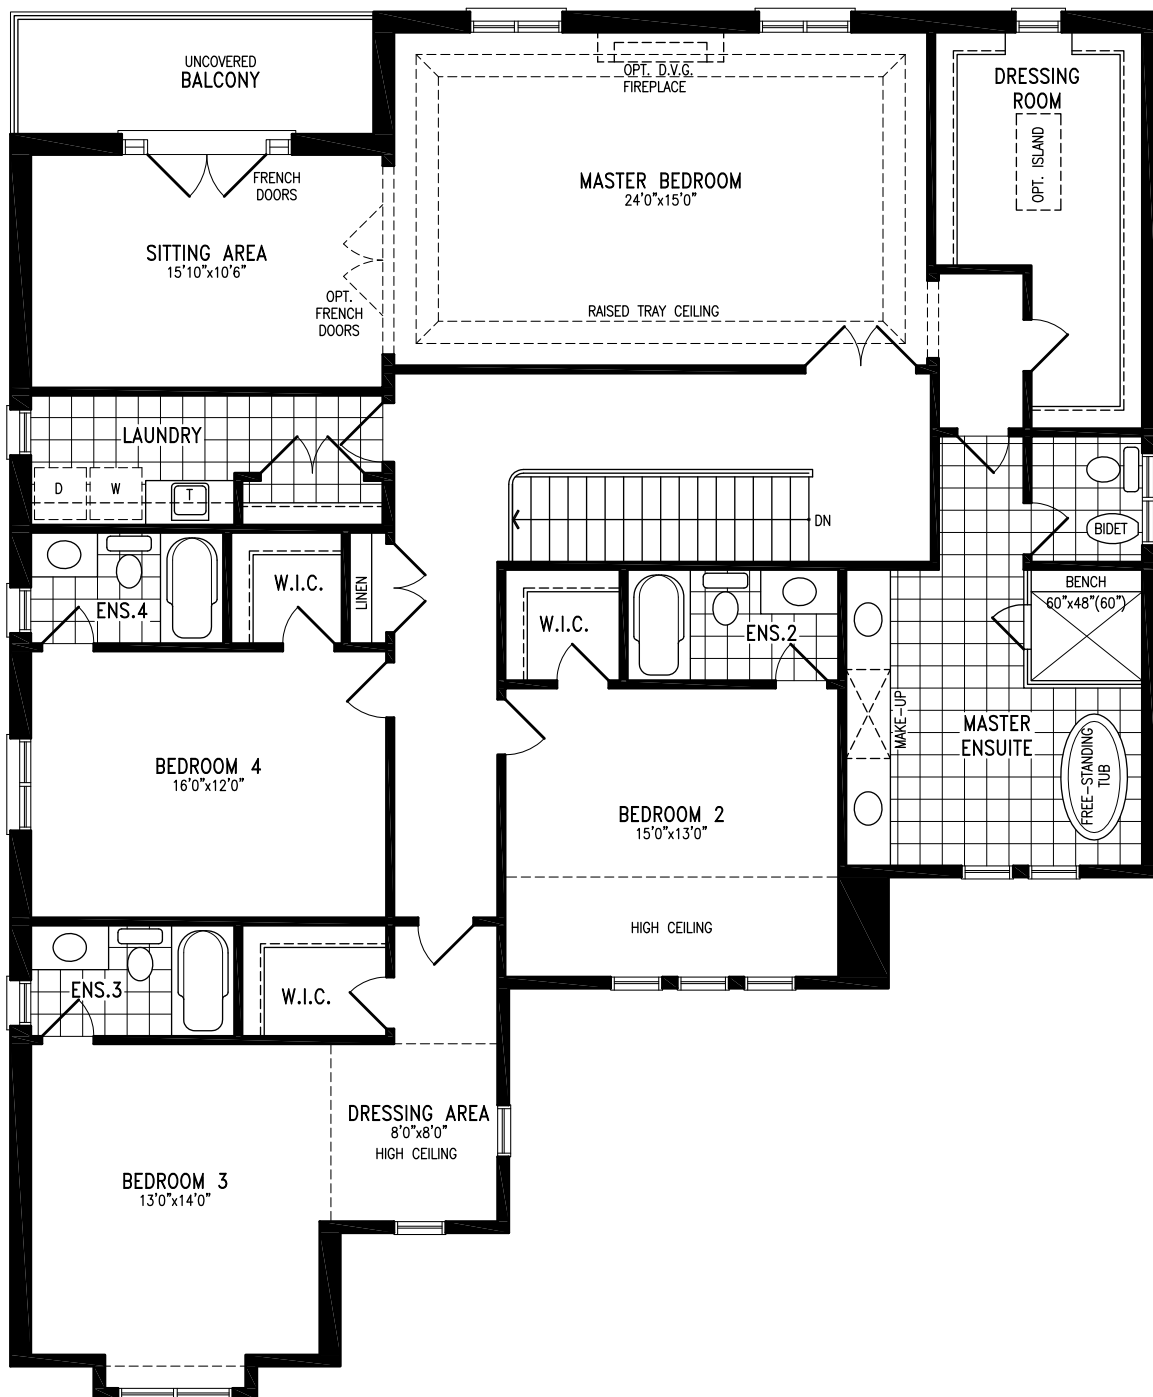 UNCOVERED
BALCONY
OPT. D.V.G.
FIREPLACE
DRESSING
ROOM
OPT. ISLAND
FRENCH
DOORS
MASTER BEDROOM
24'0"x15'0"
SITTING AREA
15'10"x10'6"
OPT.
FRENCH
DOORS
RAISED TRAY CEILING
LAUNDRY
D
W
T
DN
BIDET
LINEN
W.I.C.
ENS.4
W.I.C.
ENS.2
BENCH
60"x48"(60")
MAKE-UP
MASTER
ENSUITE
FREE-STANDING
TUB
BEDROOM 4
16'0"x12'0"
BEDROOM 2
15'0"x13'0"
HIGH CEILING
ENS.3
W.I.C.
DRESSING AREA
8'0"x8'0"
HIGH CEILING
BEDROOM 3
13'0"x14'0"